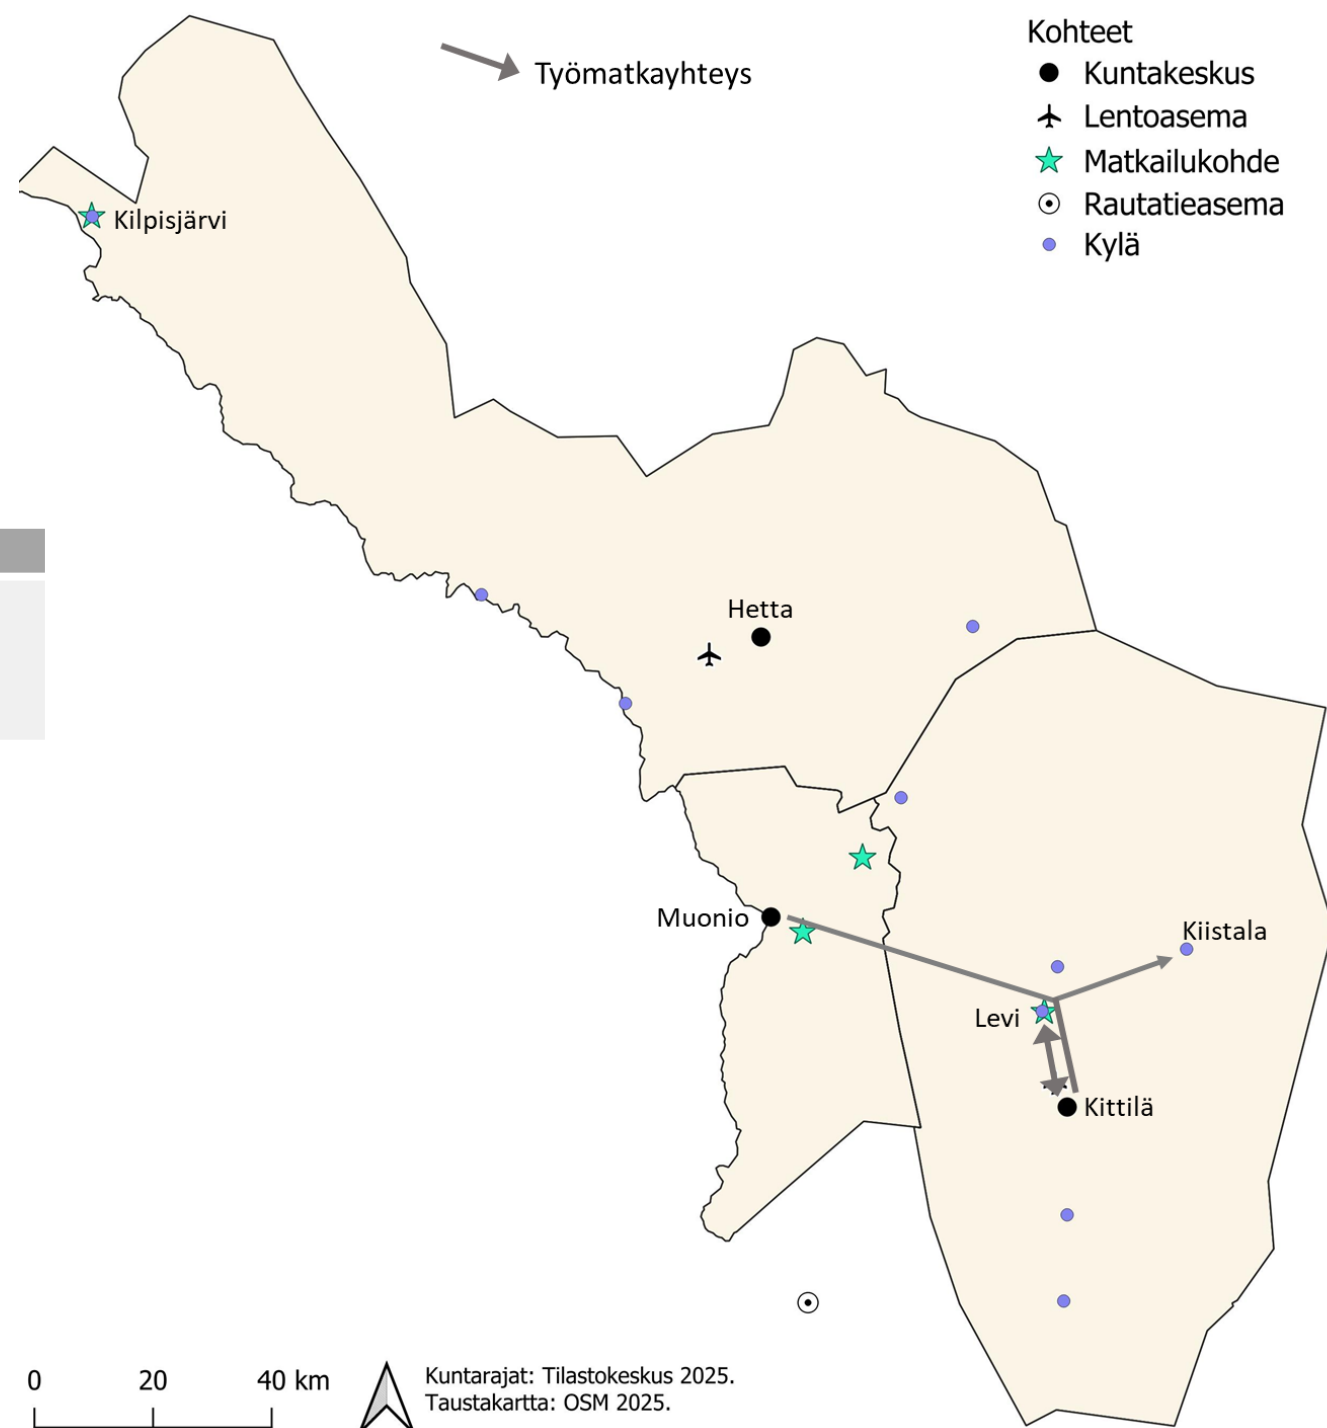 Työmatkayhteys
Kohteet
Kuntakeskus
Lentoasema
Matkailukohde
Rautatieasema
Kylä
Kilpisjärvi
Hetta
Muonio
Kiistala
Levi
Kittilä
0 20 40 km
Kuntarajat: Tilastokeskus 2025.
Taustakartta: OSM 2025.